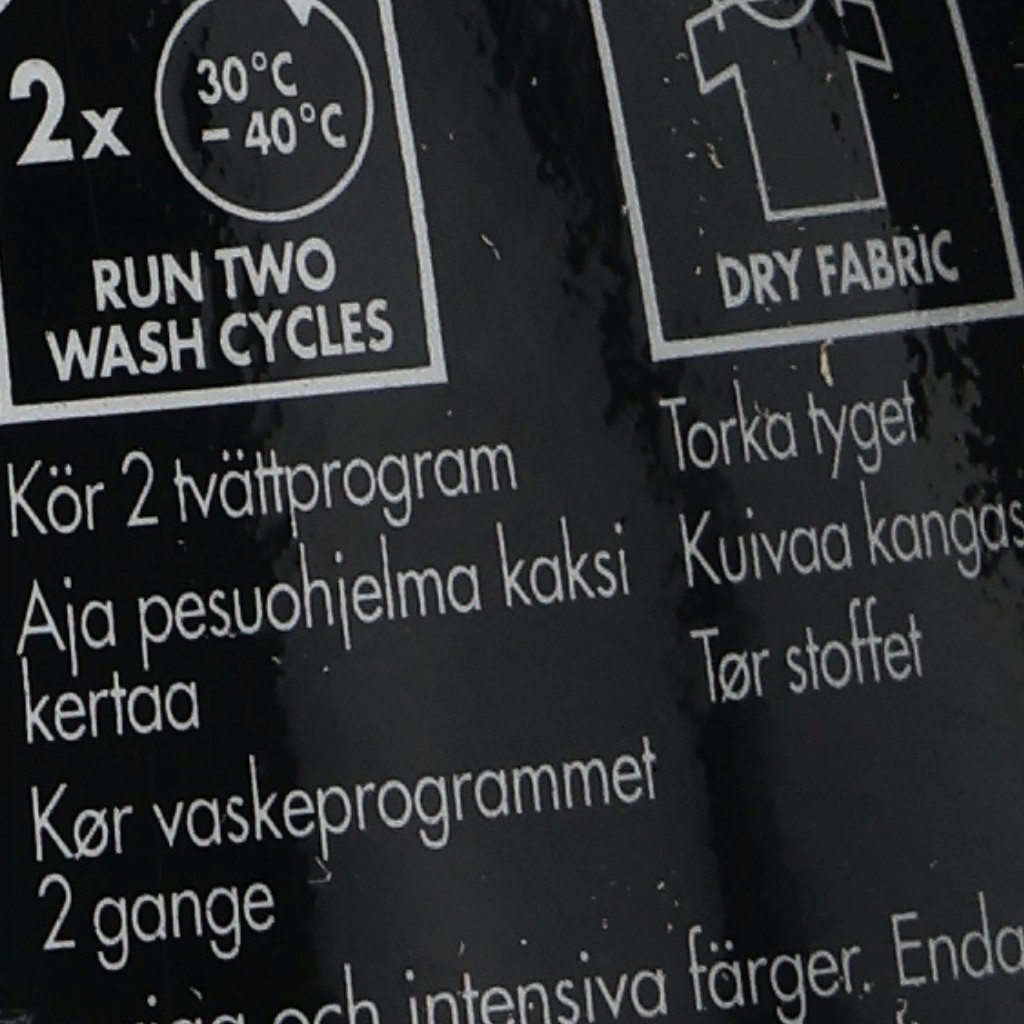 2x
30°C
– 40°C
RUN TWO
WASH CYCLES
Kör 2 tvättprogram
Aja pesuohjelma kaksi
kertaa
Kør vaskeprogrammet
2 gange
DRY FABRIC
Torka tyget
Kuivaa kangas
Tør stoffet
och intensiva färger. Enda